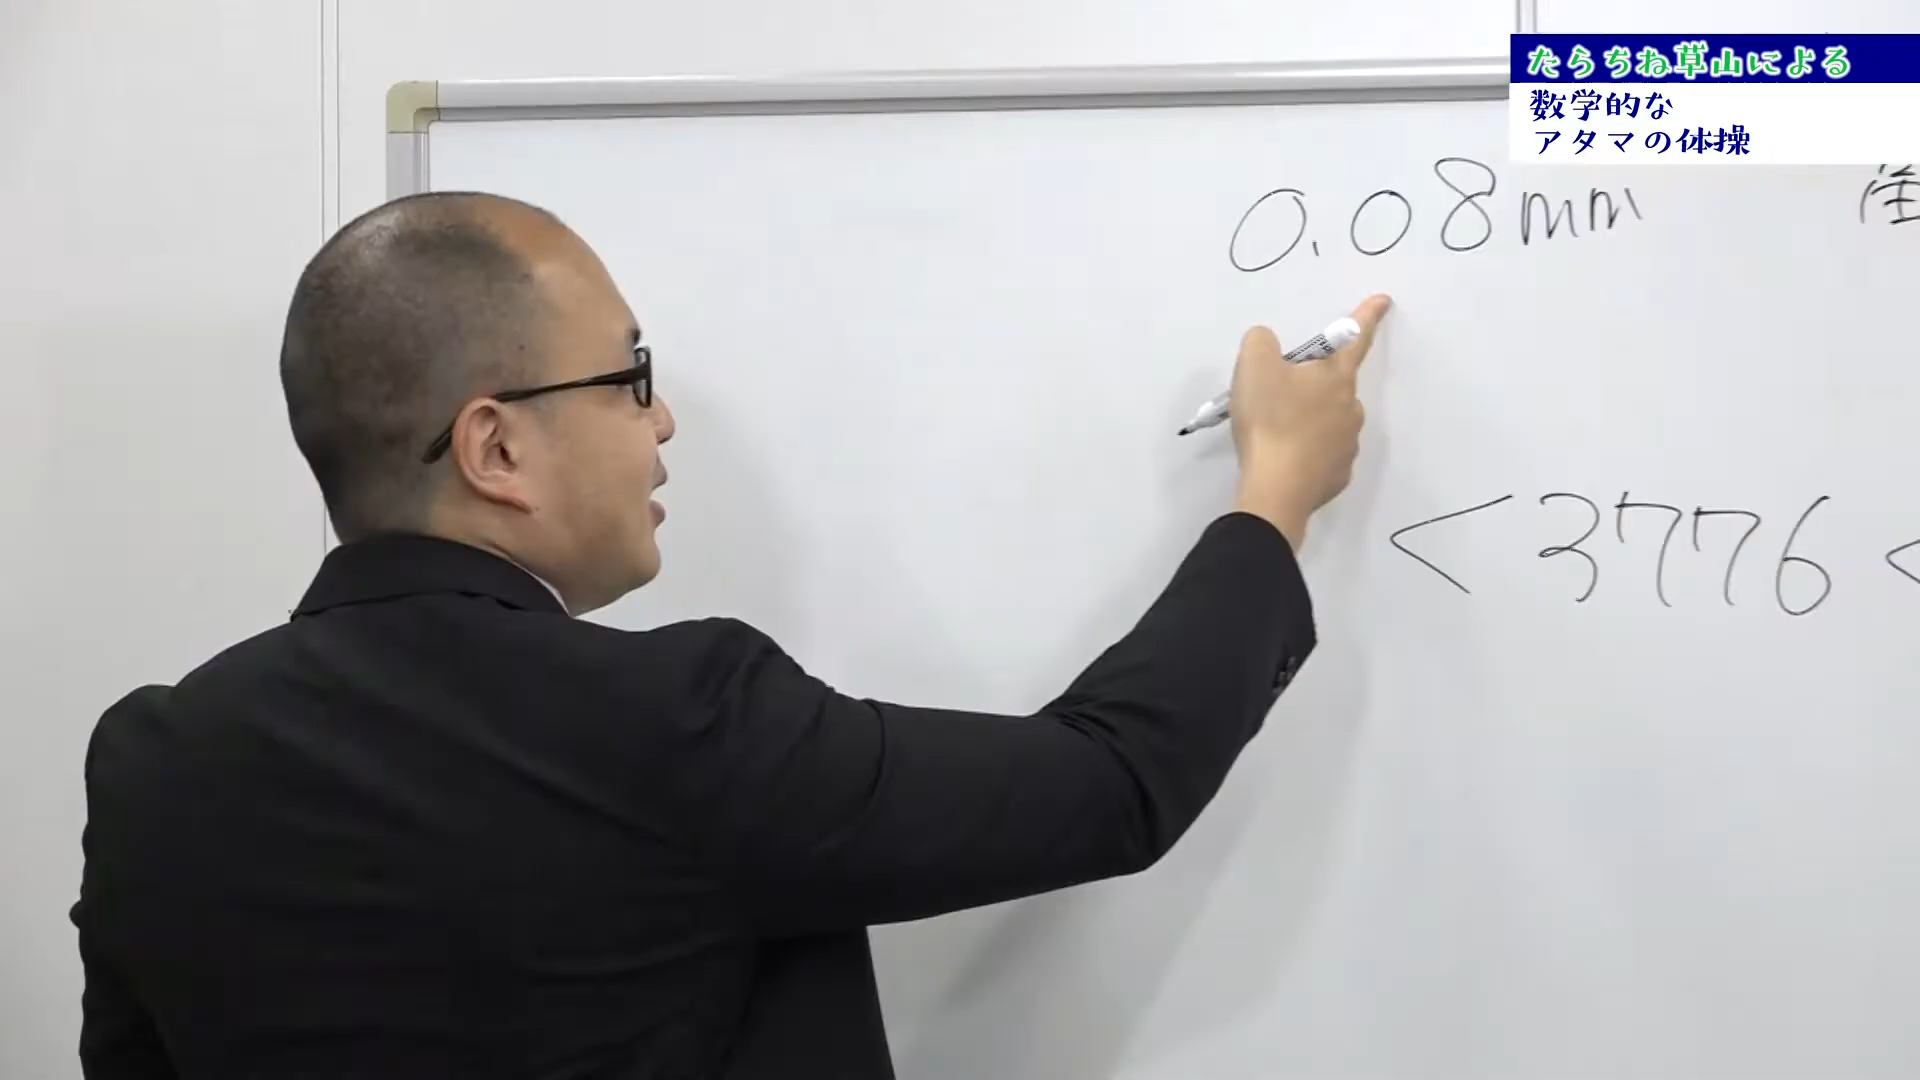 たらちね草山による
数学的な
アタマの体操
0.08mm
<3776<